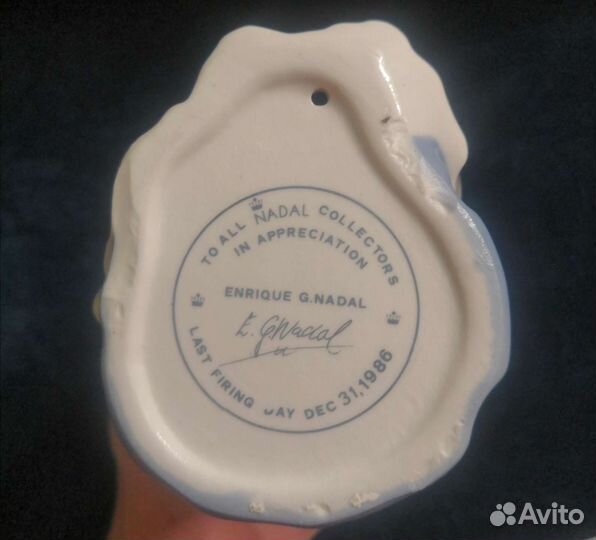 TO ALL NADAL COLLECTORS
IN APPRECIATION
ENRIQUE G.NADAL
E. G Nadal
LAST FIRING DAY DEC 31, 1986
Avito